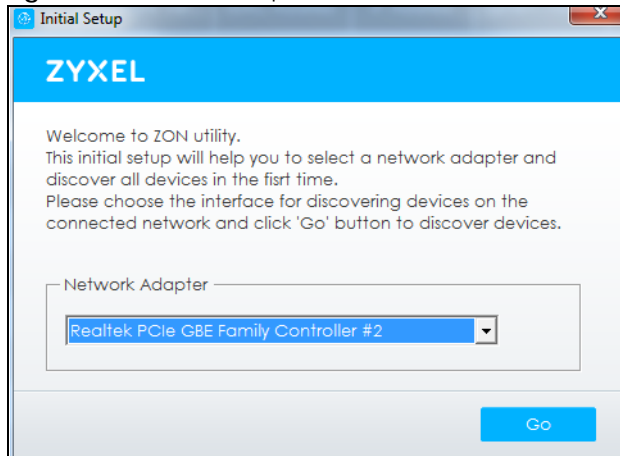 Initial Setup
ZYXEL
Welcome to ZON utility.
This initial setup will help you to select a network adapter and
discover all devices in the fisrt time.
Please choose the interface for discovering devices on the
connected network and click 'Go' button to discover devices.
Network Adapter
Realtek PCIe GBE Family Controller #2
Go